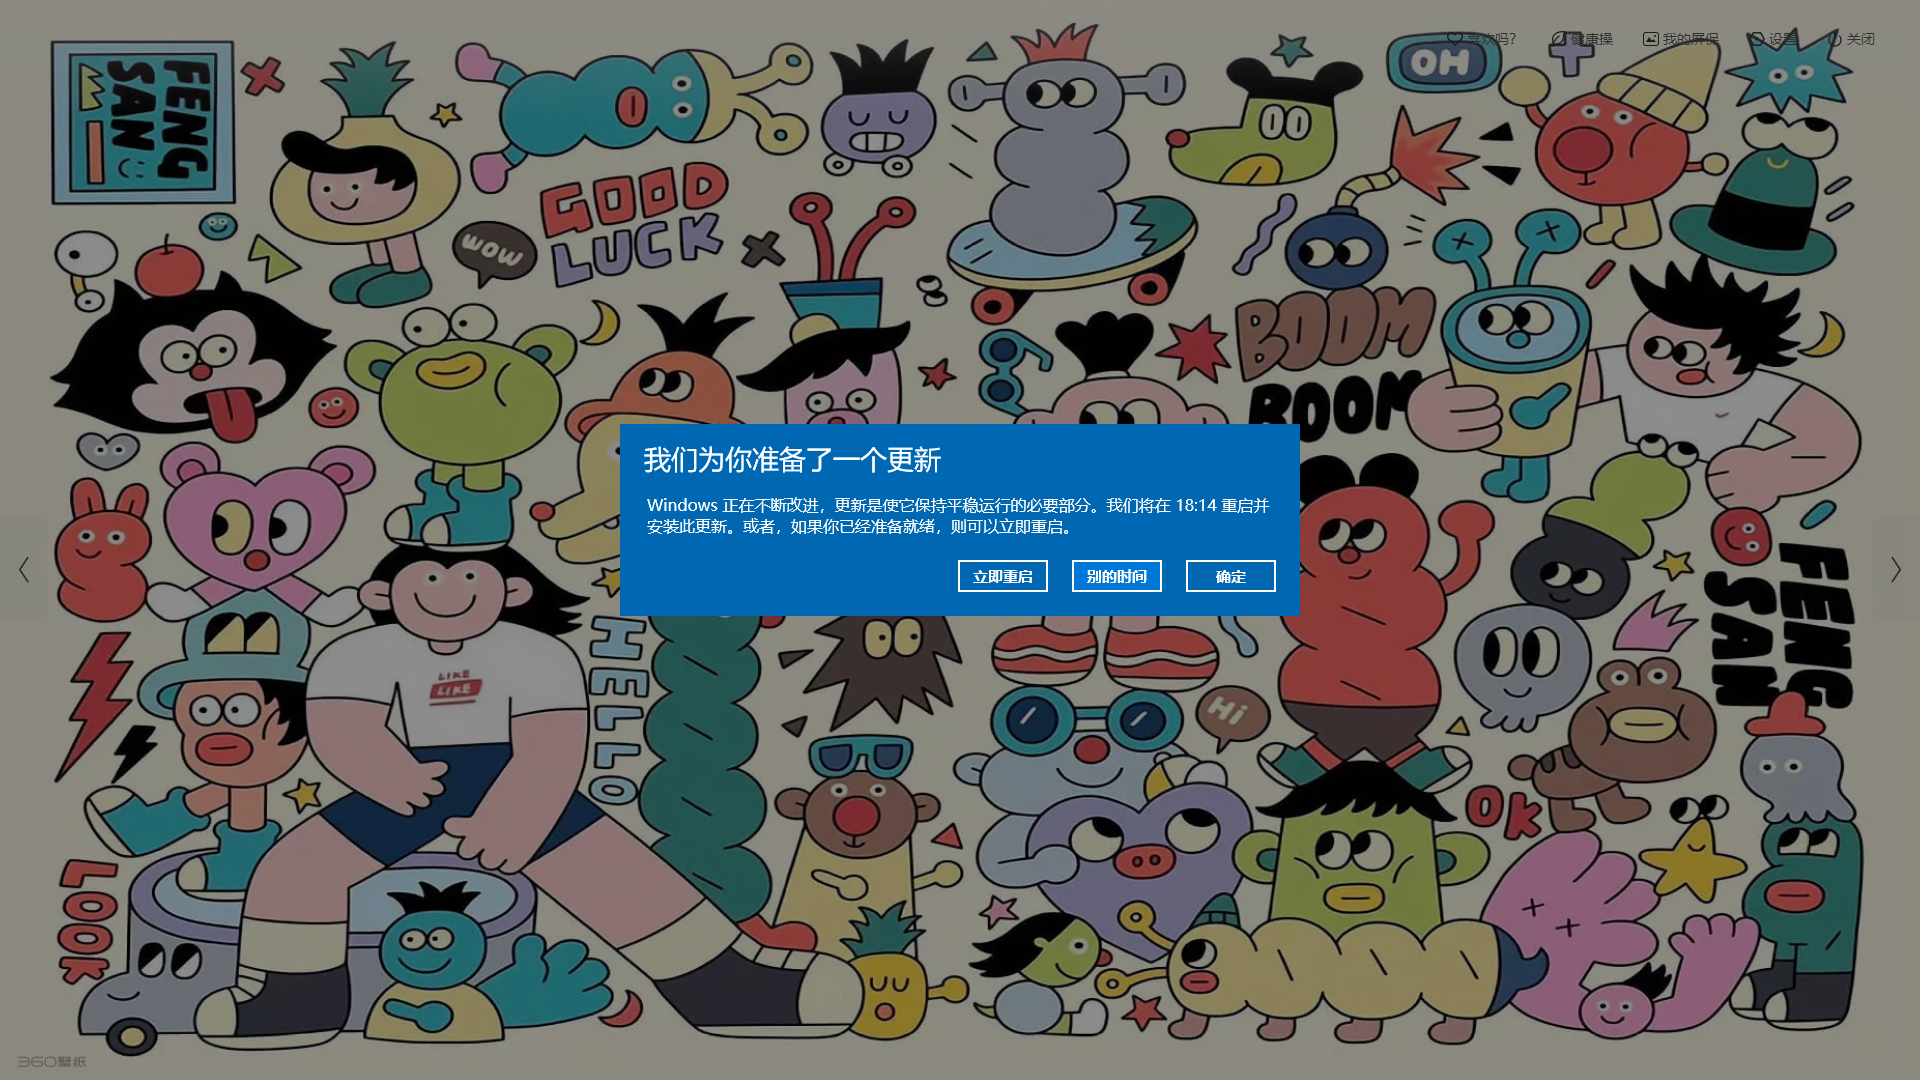 喜欢吗?
健康操
我的屏保
设置
关闭
FENG
SAN
OH
GOOD
LUCK
WOW
BOOM
BOOM
我们为你准备了一个更新
Windows 正在不断改进，更新是使它保持平稳运行的必要部分。我们将在 18:14 重启并
安装此更新。或者，如果你已经准备就绪，则可以立即重启。
立即重启
别的时间
确定
FENG
SAN
HELLO
LIKE
LIKE
Hi
OK
LOOK
360壁纸